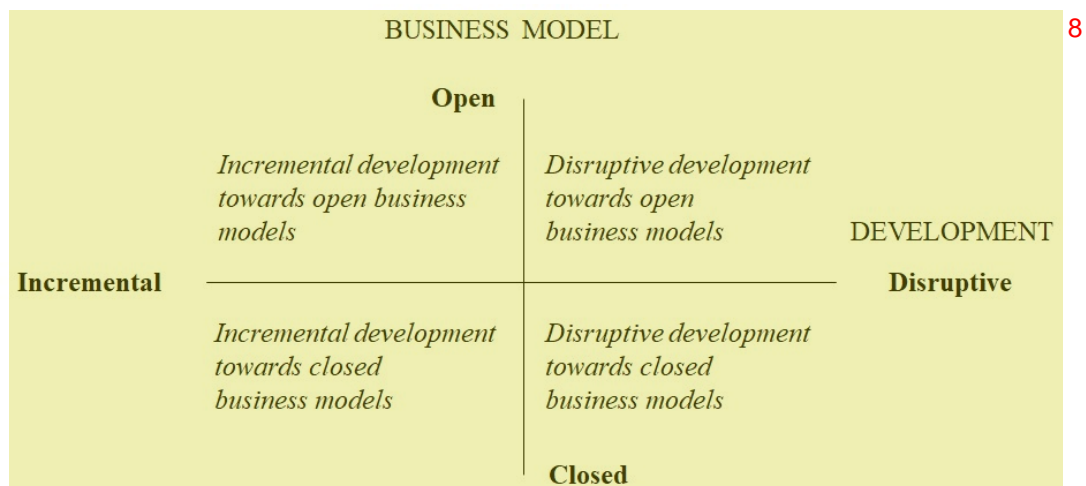 BUSINESS MODEL
8
Open
Incremental development
towards open business
models
Disruptive development
towards open
business models
DEVELOPMENT
Incremental
Disruptive
Incremental development
towards closed
business models
Disruptive development
towards closed
business models
Closed